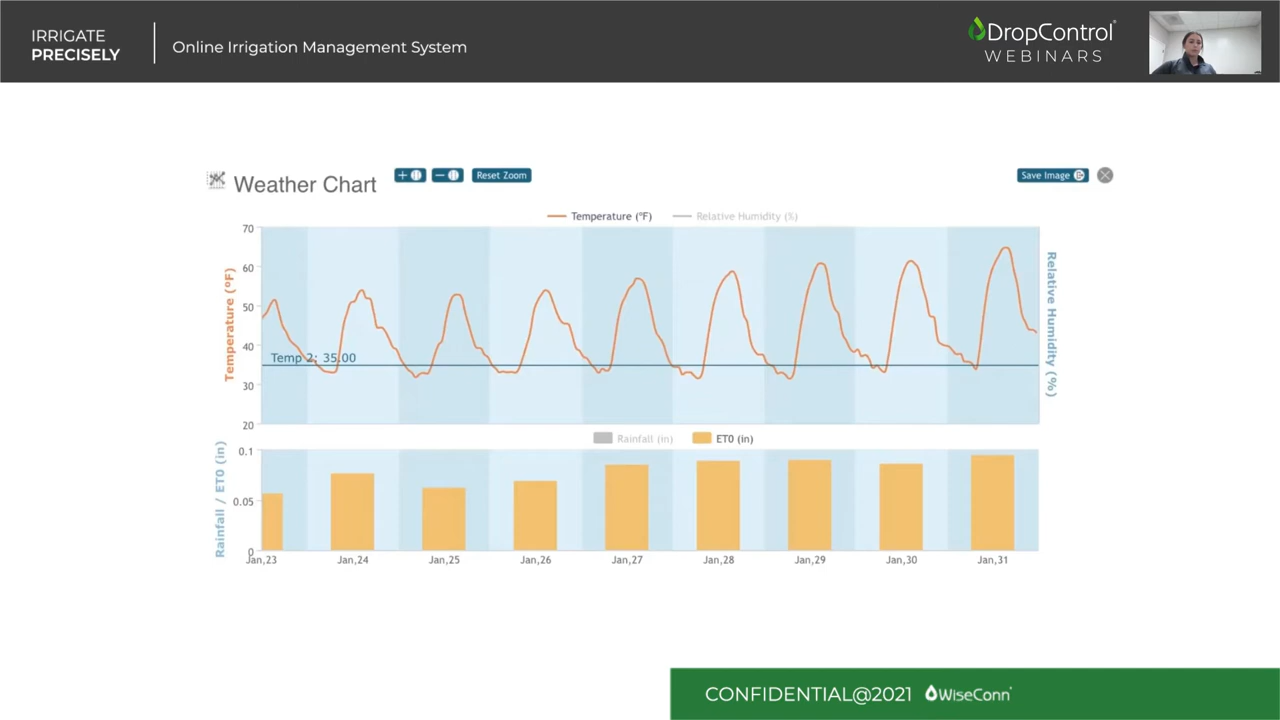 IRRIGATE
PRECISELY
Online Irrigation Management System
DropControl
WEBINARS
Weather Chart
+
−
Reset Zoom
Save Image
Temperature (ºF)
Relative Humidity (%)
70
60
50
40
30
20
Temperature (ºF)
Relative Humidity (%)
Temp 2: 35.00
Rainfall (in)
ET0 (in)
0.1
0.05
0
Rainfall / ET0 (in)
Jan,23
Jan,24
Jan,25
Jan,26
Jan,27
Jan,28
Jan,29
Jan,30
Jan,31
CONFIDENTIAL@2021
WiseConn